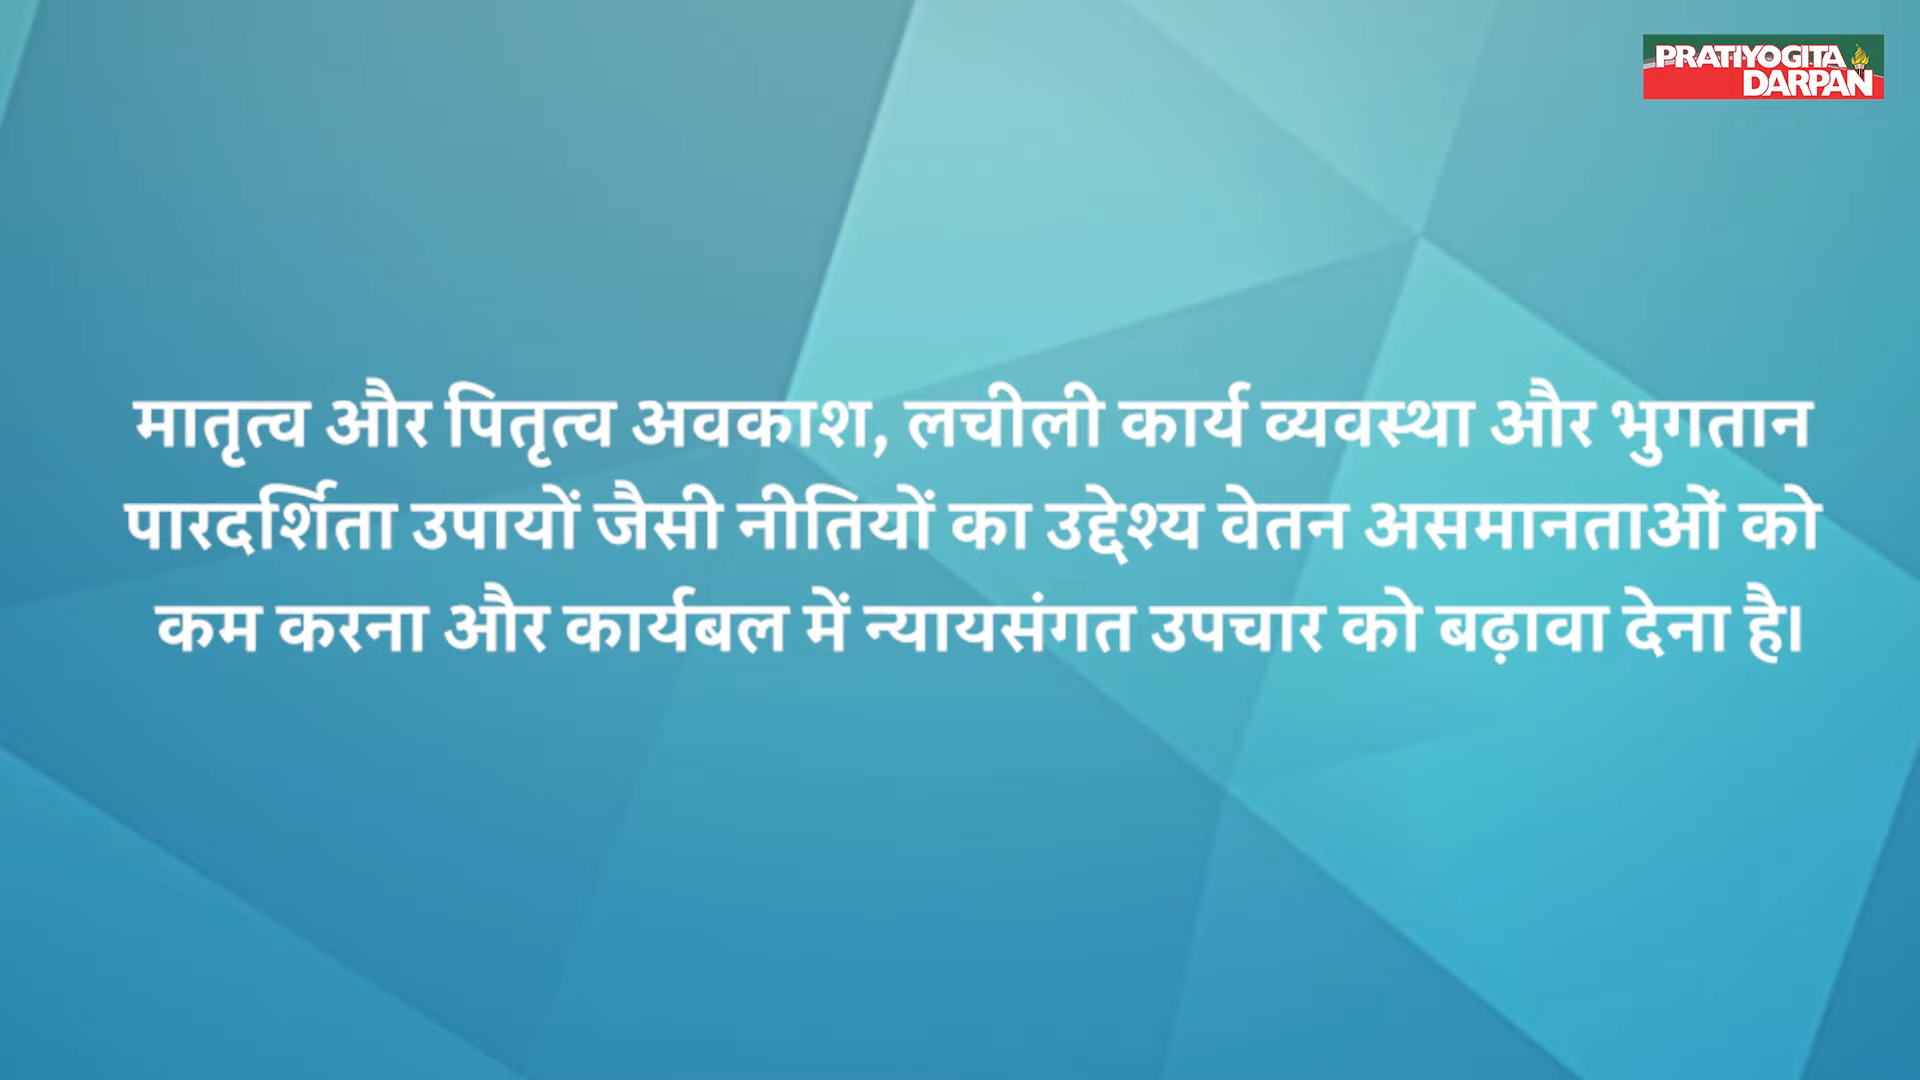 PRATIYOGITA
DARPAN
मातृत्व और पितृत्व अवकाश, लचीली कार्य व्यवस्था और भुगतान
पारदर्शिता उपायों जैसी नीतियों का उद्देश्य वेतन असमानताओं को
कम करना और कार्यबल में न्यायसंगत उपचार को बढ़ावा देना है।